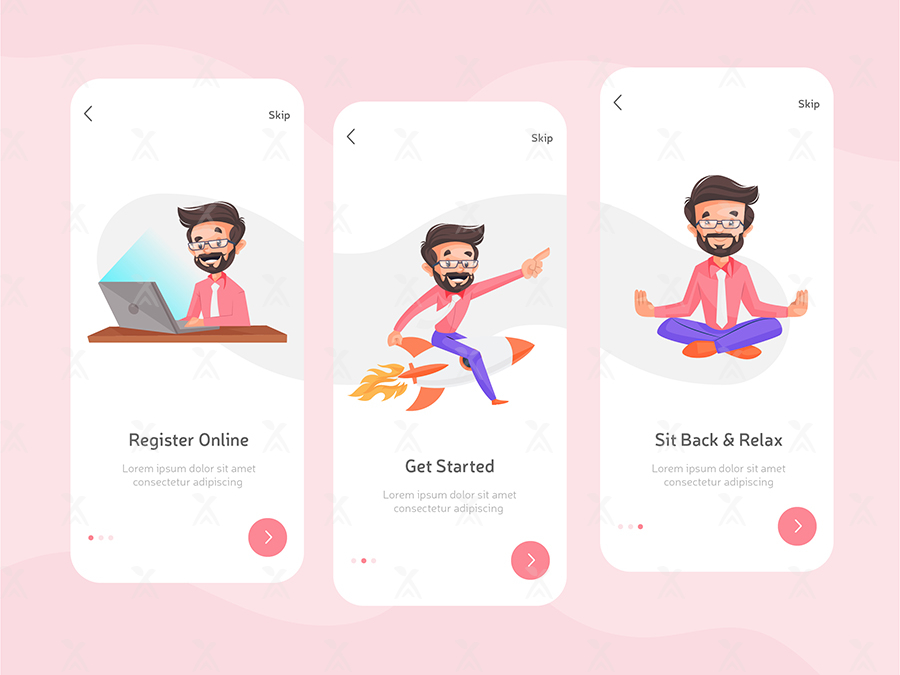 Skip
Register Online
Lorem ipsum dolor sit amet
consectetur adipiscing
Skip
Get Started
Lorem ipsum dolor sit amet
consectetur adipiscing
Skip
Sit Back & Relax
Lorem ipsum dolor sit amet
consectetur adipiscing